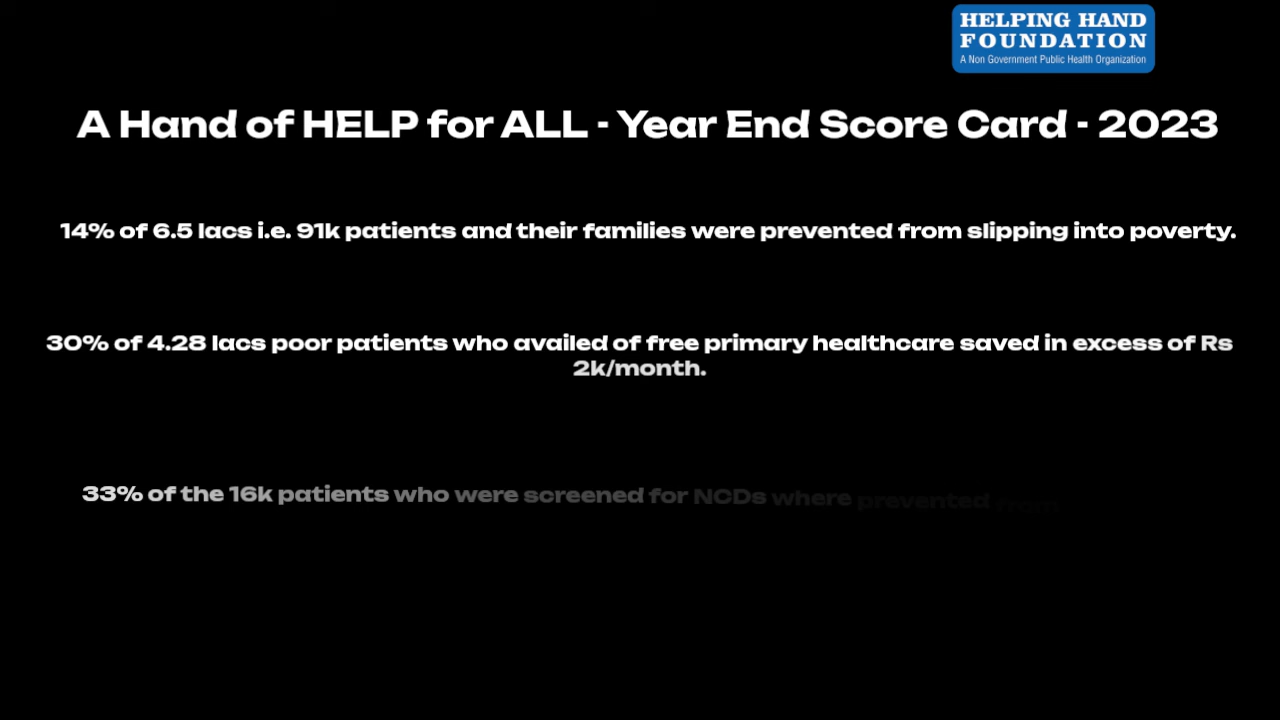 HELPING HAND
FOUNDATION
A Non Government Public Health Organization
A Hand of HELP for ALL - Year End Score Card - 2023
14% of 6.5 lacs i.e. 91k patients and their families were prevented from slipping into poverty.
30% of 4.28 lacs poor patients who availed of free primary healthcare saved in excess of Rs
2k/month.
33% of the 16k patients who were screened for NCDs where prevented from